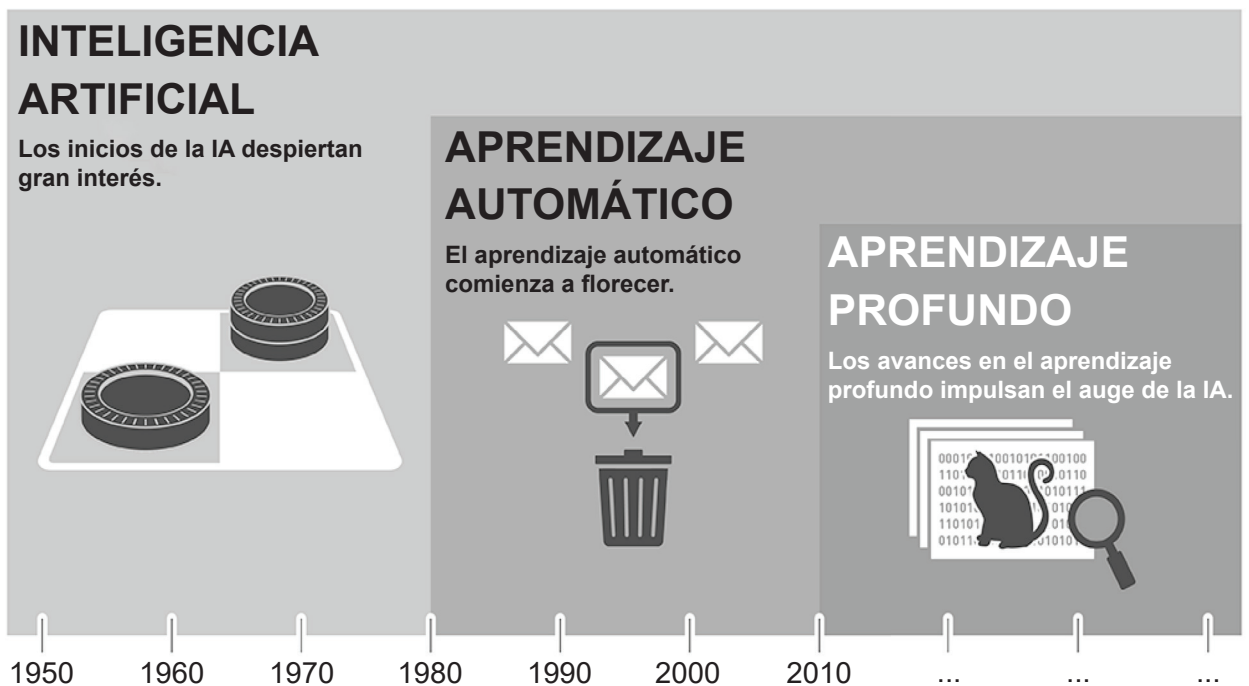 INTELIGENCIA
ARTIFICIAL
Los inicios de la IA despiertan
gran interés.
APRENDIZAJE
AUTOMÁTICO
El aprendizaje automático
comienza a florecer.
APRENDIZAJE
PROFUNDO
Los avances en el aprendizaje
profundo impulsan el auge de la IA.
1950 1960 1970 1980 1990 2000 2010 ... ... ...